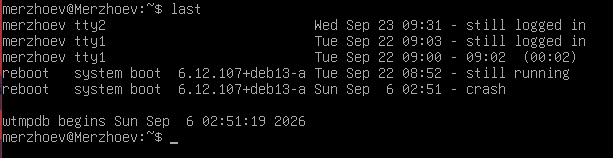 merzhoev@Merzhoev:~$ last
merzhoev tty2                          Wed Sep 23 09:31 - still logged in
merzhoev tty1                          Tue Sep 22 09:03 - still logged in
merzhoev tty1                          Tue Sep 22 09:00 - 09:02  (00:02)
reboot   system boot  6.12.107+deb13-a Tue Sep 22 08:52 - still running
reboot   system boot  6.12.107+deb13-a Sun Sep  6 02:51 - crash
wtmpdb begins Sun Sep  6 02:51:19 2026
merzhoev@Merzhoev:~$ _